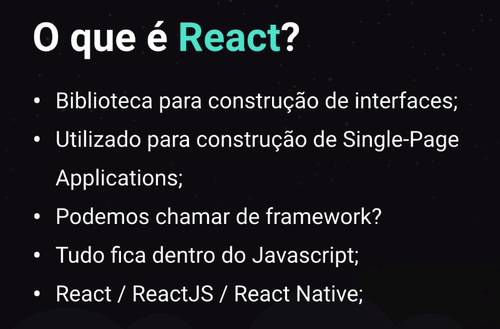 O que é React?
• Biblioteca para construção de interfaces;
• Utilizado para construção de Single-Page
Applications;
• Podemos chamar de framework?
• Tudo fica dentro do Javascript;
• React / ReactJS / React Native;